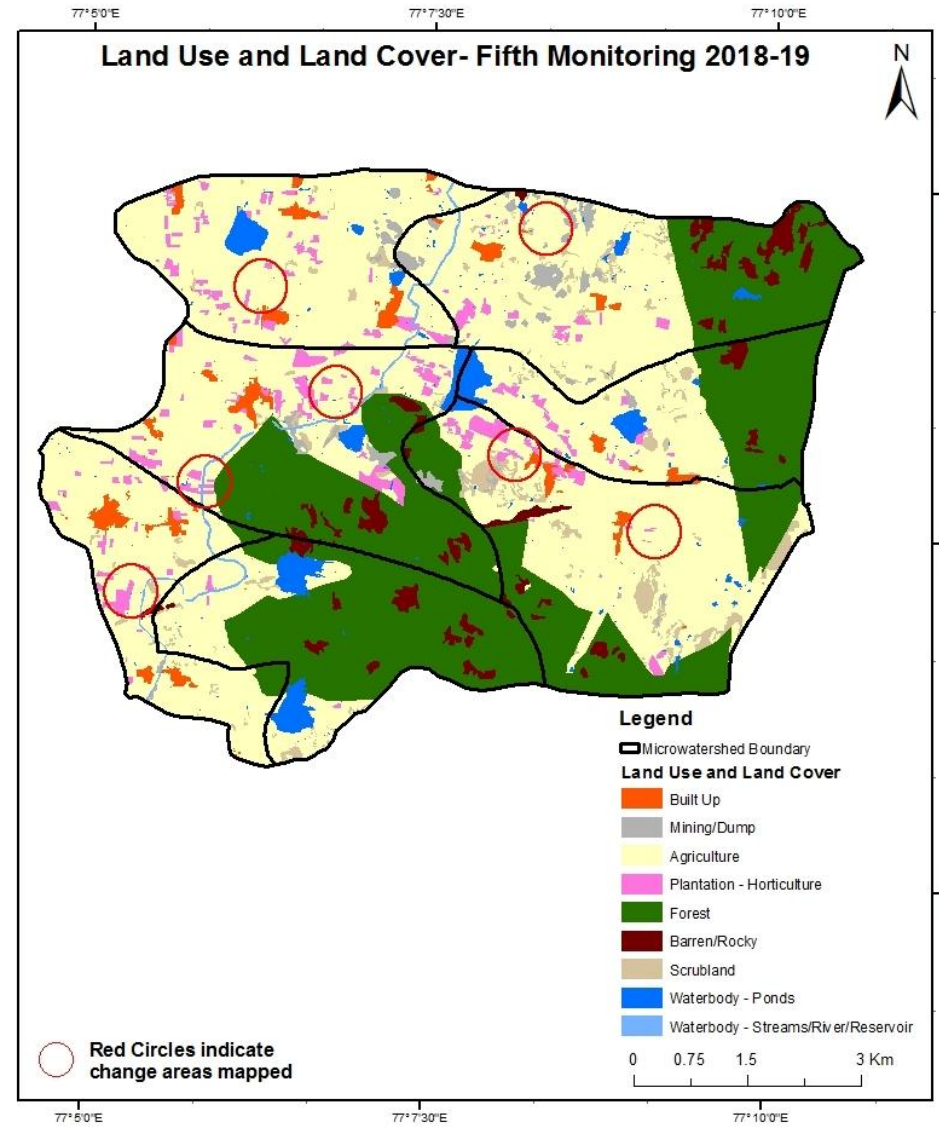 77°5'0"E 77°7'30"E 77°10'0"E
Land Use and Land Cover- Fifth Monitoring 2018-19
N
Legend
Microwatershed Boundary
Land Use and Land Cover
Built Up
Mining/Dump
Agriculture
Plantation - Horticulture
Forest
Barren/Rocky
Scrubland
Waterbody - Ponds
Waterbody - Streams/River/Reservoir
Red Circles indicate
change areas mapped
0 0.75 1.5 3 Km
77°5'0"E 77°7'30"E 77°10'0"E